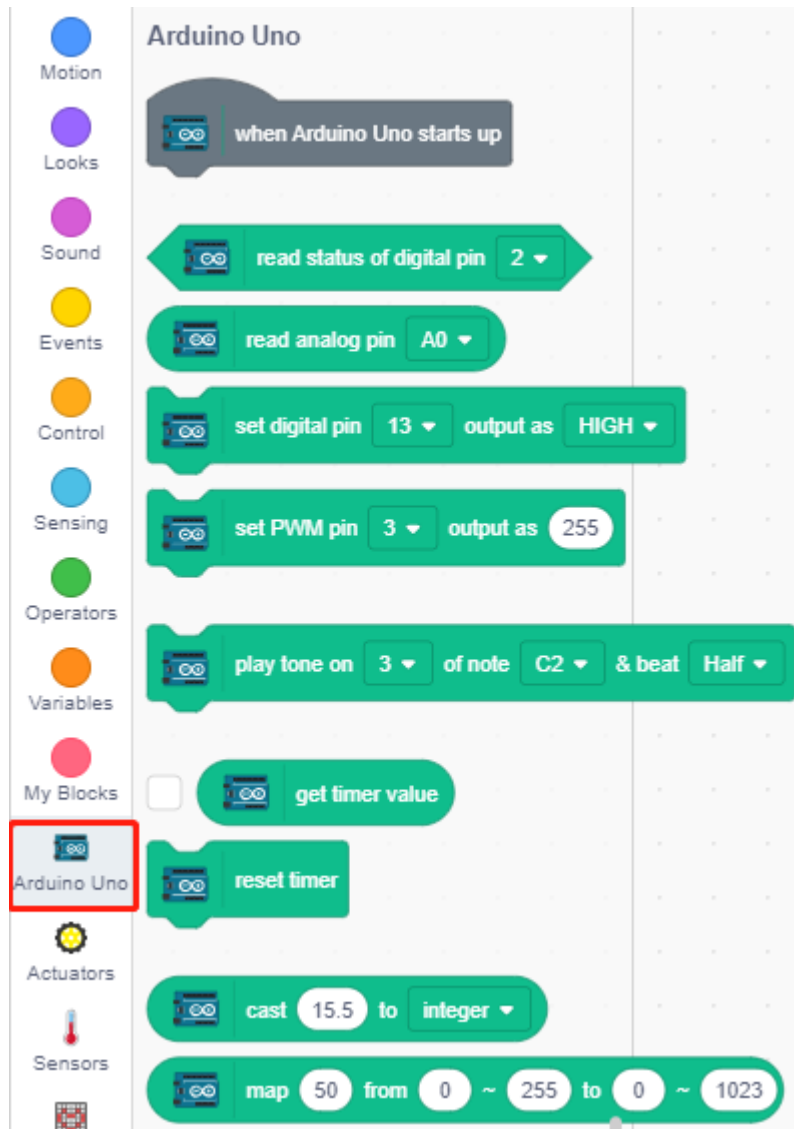 Arduino Uno
Motion
when Arduino Uno starts up
Looks
Sound
read status of digital pin 2
Events
read analog pin A0
Control
set digital pin 13 output as HIGH
Sensing
set PWM pin 3 output as 255
Operators
Variables
play tone on 3 of note C2 & beat Half
My Blocks
get timer value
Arduino Uno
reset timer
Actuators
cast 15.5 to integer
Sensors
map 50 from 0 ~ 255 to 0 ~ 1023